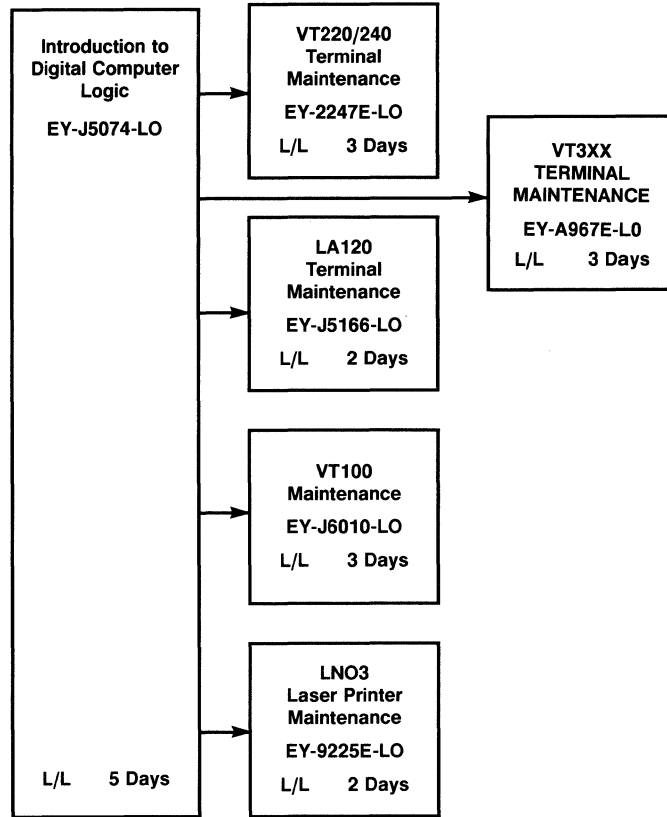 Introduction to
Digital Computer
Logic
EY-J5074-LO
L/L 5 Days
VT220/240
Terminal
Maintenance
EY-2247E-LO
L/L 3 Days
VT3XX
TERMINAL
MAINTENANCE
EY-A967E-L0
L/L 3 Days
LA120
Terminal
Maintenance
EY-J5166-LO
L/L 2 Days
VT100
Maintenance
EY-J6010-LO
L/L 3 Days
LNO3
Laser Printer
Maintenance
EY-9225E-LO
L/L 2 Days